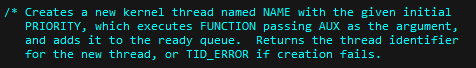 /* Creates a new kernel thread named NAME with the given initial
PRIORITY, which executes FUNCTION passing AUX as the argument,
and adds it to the ready queue.  Returns the thread identifier
for the new thread, or TID_ERROR if creation fails.